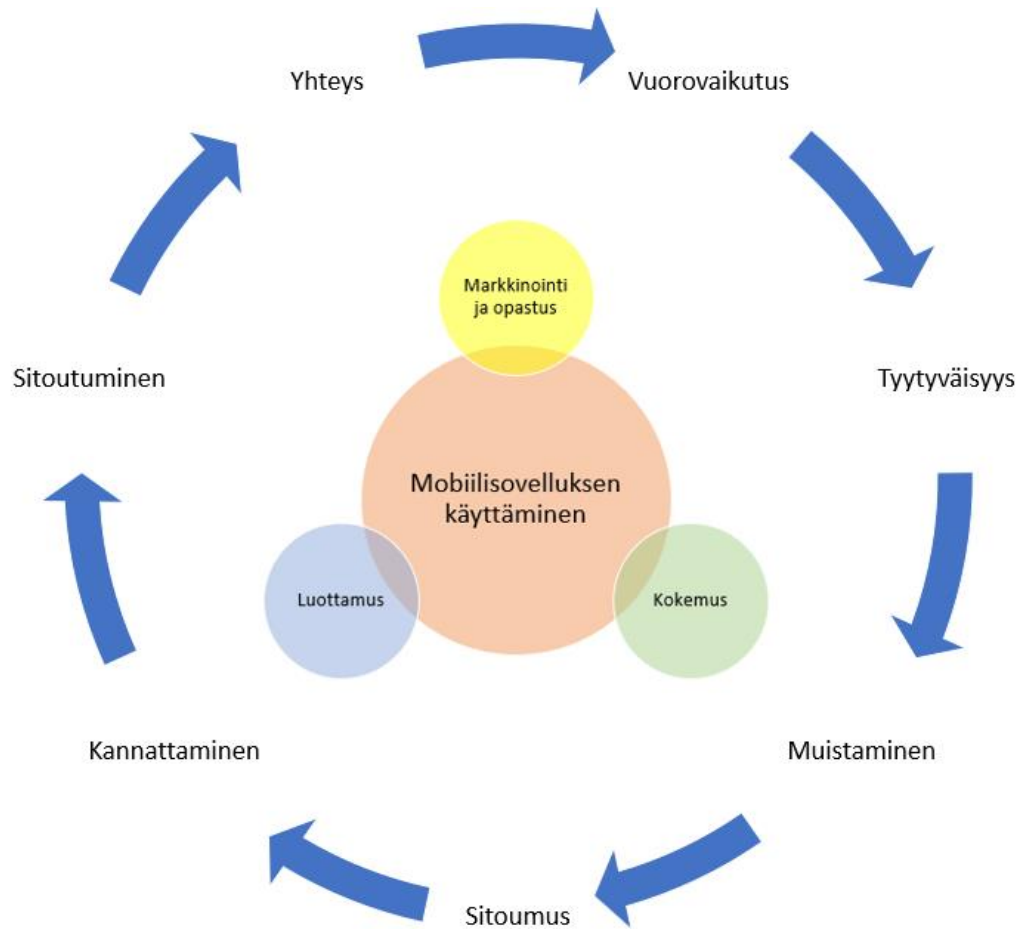 Yhteys
Vuorovaikutus
Tyytyväisyys
Muistaminen
Sitoumus
Kannattaminen
Sitoutuminen
Markkinointi
ja opastus
Mobiilisovelluksen
käyttäminen
Luottamus
Kokemus